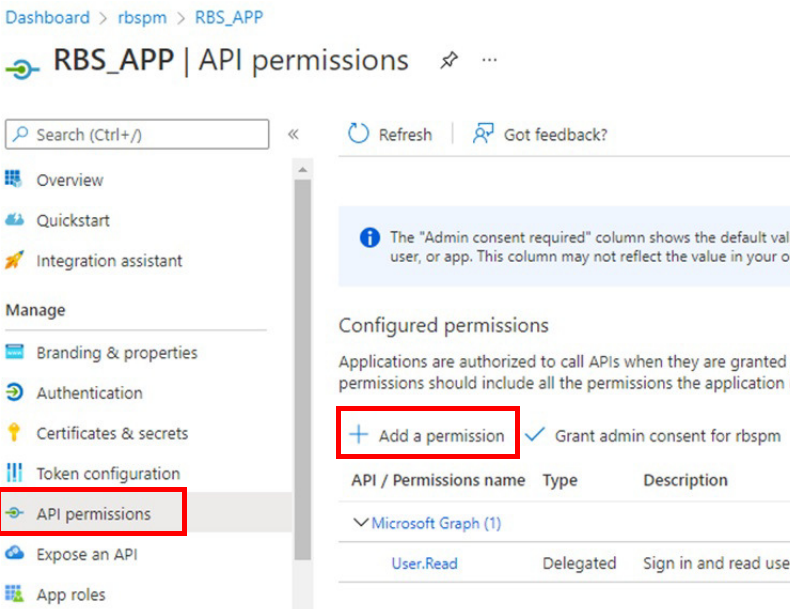 Dashboard > rbspm > RBS_APP
RBS_APP | API permissions ...
Search (Ctrl+/)
«
Overview
Quickstart
Integration assistant
Manage
Branding & properties
Authentication
Certificates & secrets
Token configuration
API permissions
Expose an API
App roles
Refresh | Got feedback?
The "Admin consent required" column shows the default val
user, or app. This column may not reflect the value in your o
Configured permissions
Applications are authorized to call APIs when they are granted
permissions should include all the permissions the application
+ Add a permission ✓ Grant admin consent for rbspm
API / Permissions name Type Description
Microsoft Graph (1)
User.Read Delegated Sign in and read use